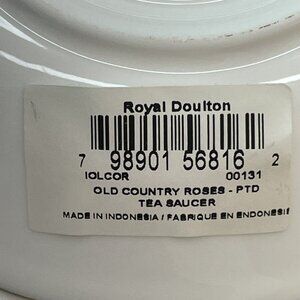 Royal Doulton
7 98901 56816 2
IOLCOR 00131
OLD COUNTRY ROSES - PTD
TEA SAUCER
MADE IN INDONESIA / FABRIQUE EN ENDONESIE